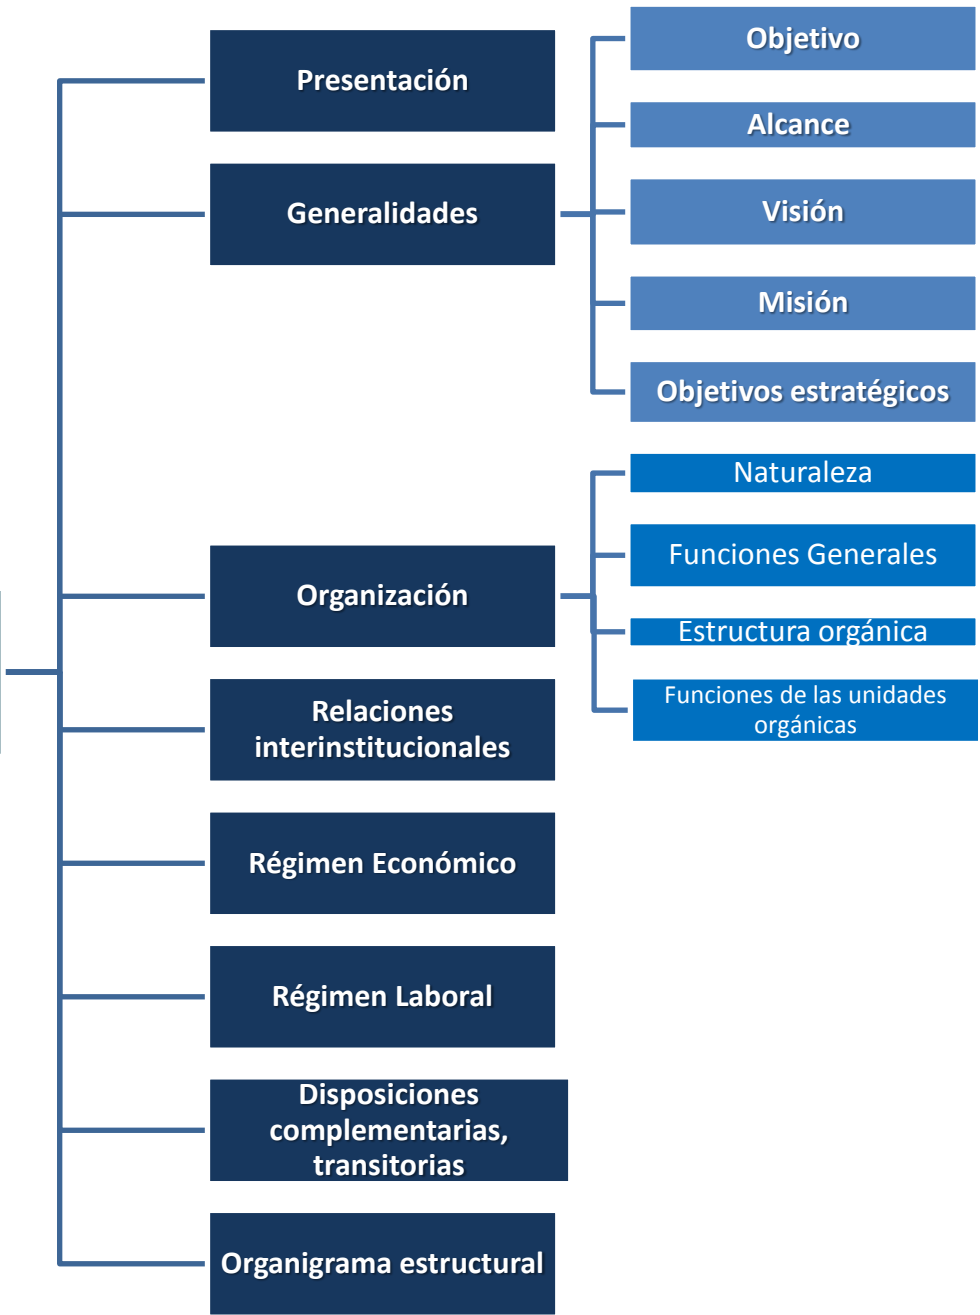 Presentación
Generalidades
Objetivo
Alcance
Visión
Misión
Objetivos estratégicos
Organización
Naturaleza
Funciones Generales
Estructura orgánica
Funciones de las unidades
orgánicas
Relaciones
interinstitucionales
Régimen Económico
Régimen Laboral
Disposiciones
complementarias,
transitorias
Organigrama estructural